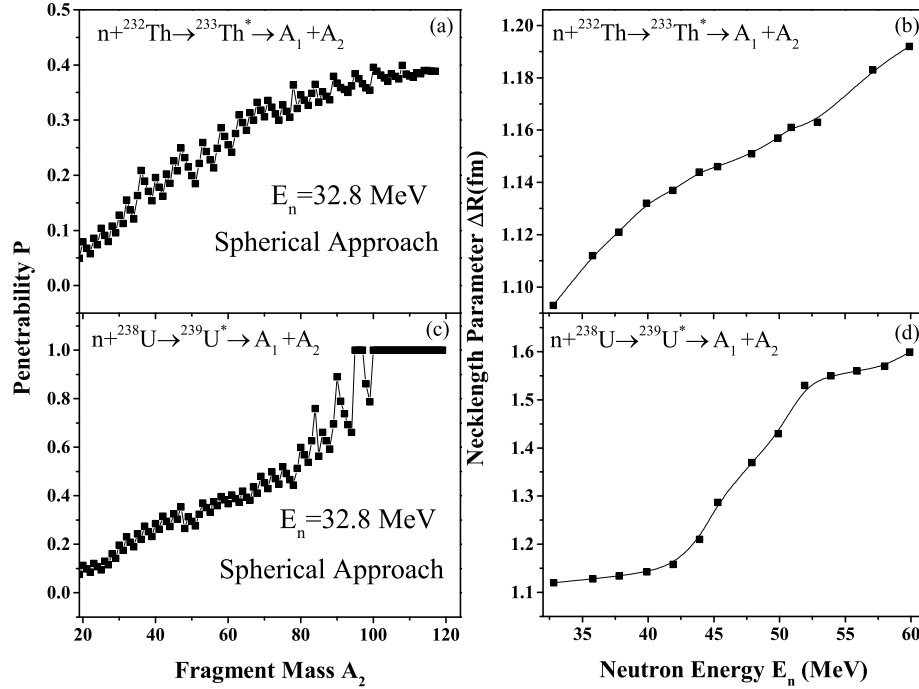 n+²³²Th→²³³Th*→A₁+A₂
(a)
0.5
0.4
0.3
0.2
0.1
0.0
Eₙ=32.8 MeV
Spherical Approach
n+²³²Th→²³³Th*→A₁+A₂
(b)
1.20
1.18
1.16
1.14
1.12
1.10
n+²³⁸U→²³⁹U*→A₁+A₂
(c)
1.0
0.8
0.6
0.4
0.2
0.0
Eₙ=32.8 MeV
Spherical Approach
20 40 60 80 100 120
Fragment Mass A₂
Penetrability P
n+²³⁸U→²³⁹U*→A₁+A₂
(d)
1.6
1.5
1.4
1.3
1.2
1.1
35 40 45 50 55 60
Neutron Energy Eₙ (MeV)
Necklength Parameter ΔR(fm)